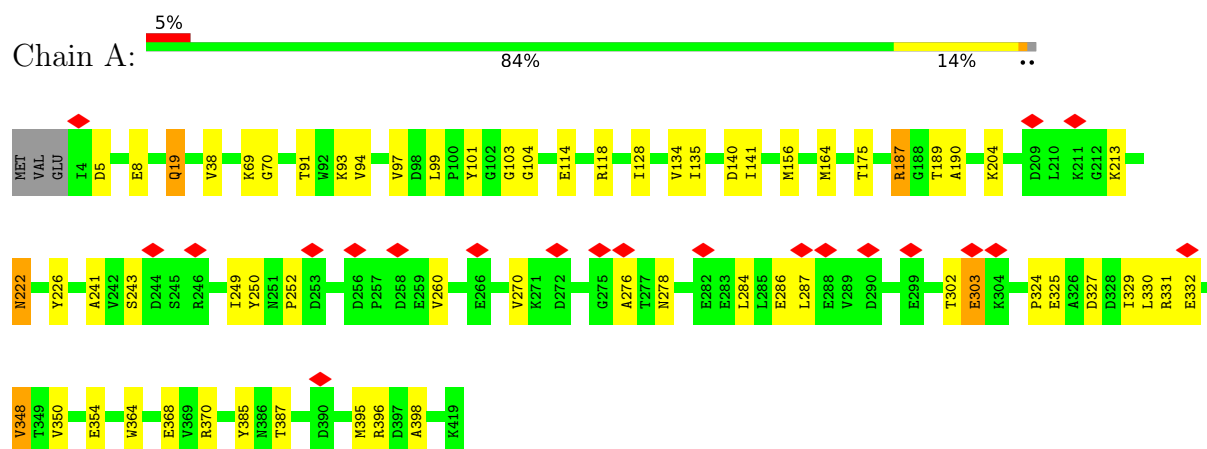 5%
Chain A:
84% 14% ••
MET VAL GLU I4 D5 E8 Q19 V38 K69 G70 T91 W92 K93 V94 V97 D98 L99 P100 Y101 G102 G103 G104 E114 R118 I128 V134 I135 D140 I141 M156 M164 T175 R187 G188 T189 A190 K204 D209 L210 K211 G212 K213
N222 Y226 A241 V242 S243 D244 S245 R246 I249 Y250 N251 P252 D253 D256 P257 D258 E259 V260 E266 V270 K271 D272 G275 A276 T277 N278 E282 E283 L284 L285 E286 L287 E288 V289 D290 E299 T302 E303 K304 P324 E325 A326 D327 D328 I329 L330 R331 E332
V348 T349 V350 E354 W364 E368 V369 R370 Y385 N386 T387 D390 M395 R396 D397 A398 K419